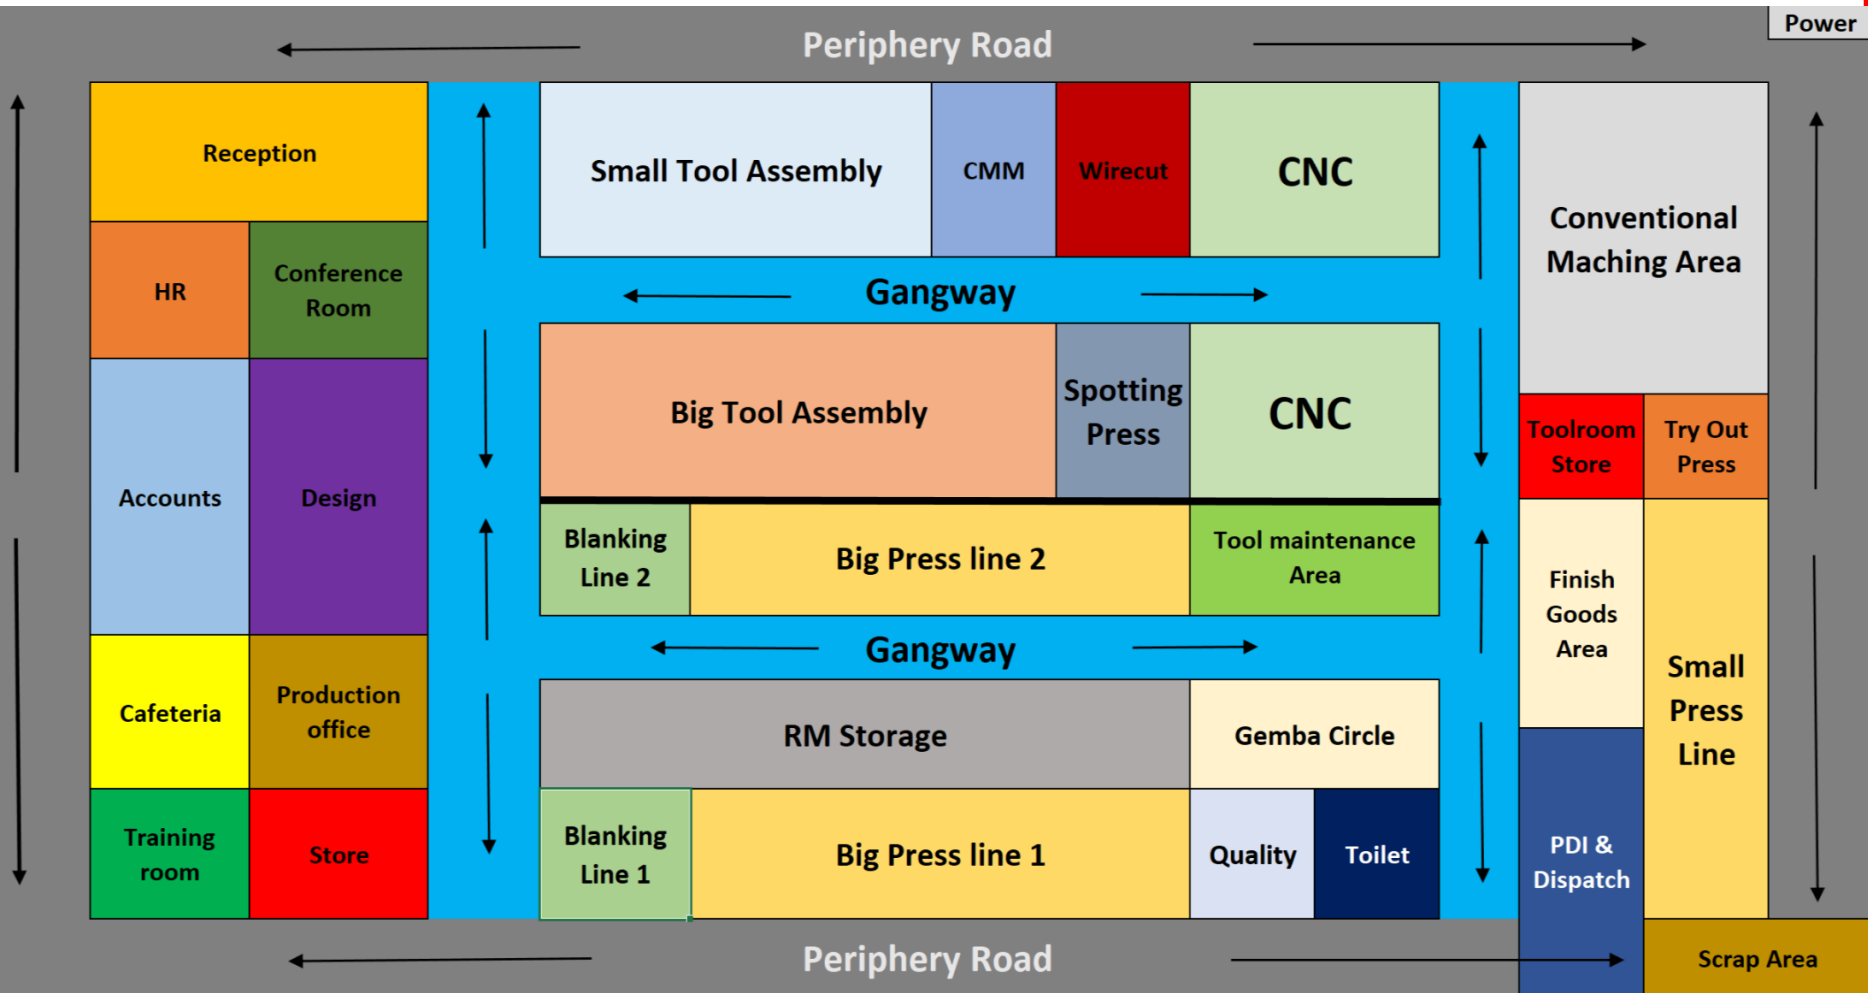 Power
Periphery Road
Reception
Small Tool Assembly
CMM
Wirecut
CNC
Conventional
Maching Area
HR
Conference
Room
Gangway
Big Tool Assembly
Spotting
Press
CNC
Toolroom
Store
Try Out
Press
Accounts
Design
Blanking
Line 2
Big Press line 2
Tool maintenance
Area
Finish
Goods
Area
Small
Press
Line
Gangway
Cafeteria
Production
office
RM Storage
Gemba Circle
Training
room
Store
Blanking
Line 1
Big Press line 1
Quality
Toilet
PDI &
Dispatch
Periphery Road
Scrap Area